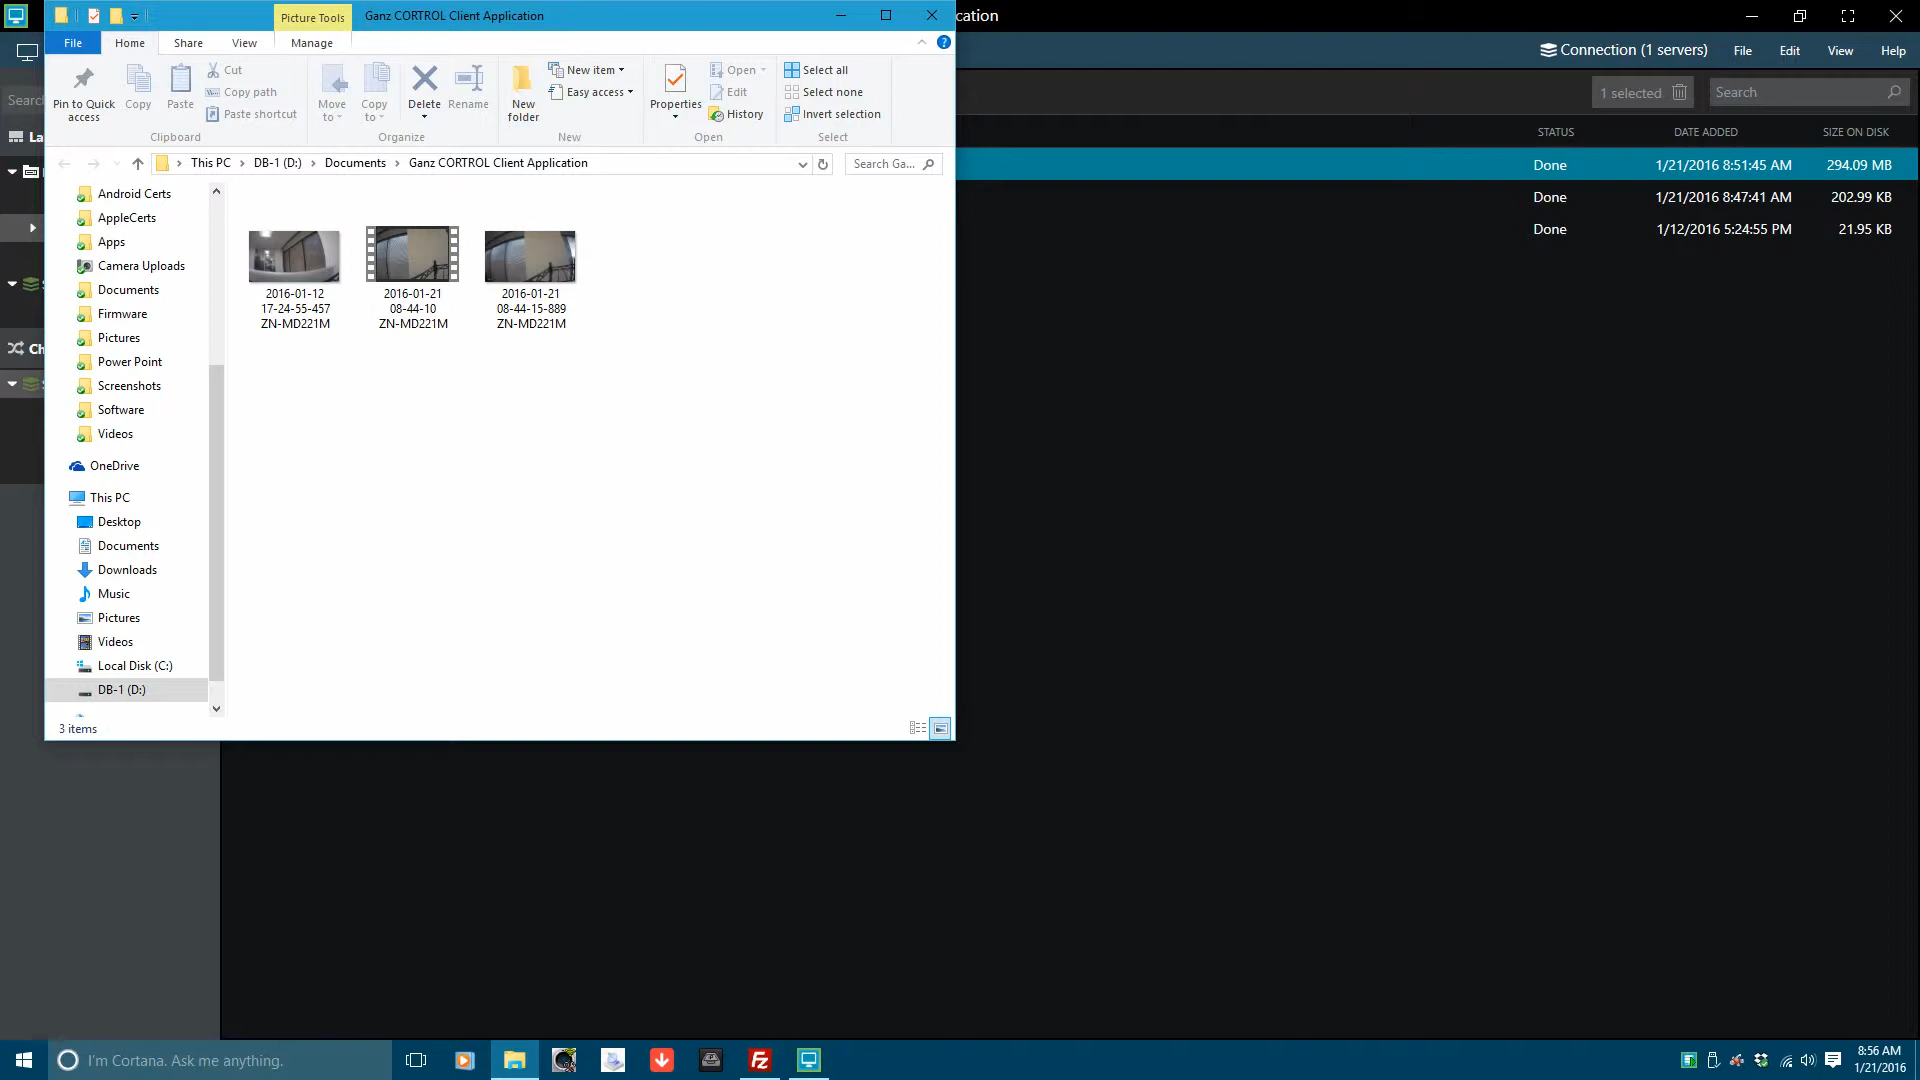 Picture Tools
Ganz CORTROL Client Application
cation
File
Home
Share
View
Manage
Connection (1 servers)
File
Edit
View
Help
Pin to Quick access
Copy
Paste
Cut
Copy path
Paste shortcut
Clipboard
Move to
Copy to
Delete
Rename
Organize
New folder
New item
Easy access
New
Properties
Open
Edit
History
Open
Select all
Select none
Invert selection
Select
Searc
1 selected
Search
La
STATUS
DATE ADDED
SIZE ON DISK
This PC
DB-1 (D:)
Documents
Ganz CORTROL Client Application
Search Ga...
Done
1/21/2016 8:51:45 AM
294.09 MB
Done
1/21/2016 8:47:41 AM
202.99 KB
Done
1/12/2016 5:24:55 PM
21.95 KB
Android Certs
AppleCerts
Apps
Camera Uploads
Documents
Firmware
Pictures
Power Point
Screenshots
Software
Videos
OneDrive
This PC
Desktop
Documents
Downloads
Music
Pictures
Videos
Local Disk (C:)
DB-1 (D:)
Ch
2016-01-12
17-24-55-457
ZN-MD221M
2016-01-21
08-44-10
ZN-MD221M
2016-01-21
08-44-15-889
ZN-MD221M
3 items
I'm Cortana. Ask me anything.
8:56 AM
1/21/2016